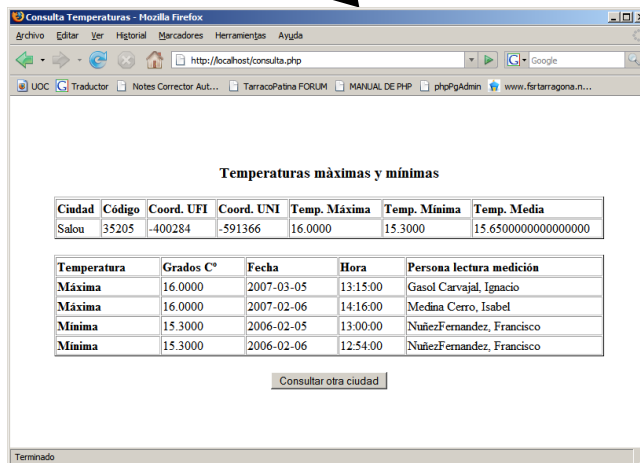 Consulta Temperaturas - Mozilla Firefox
Archivo Editar Ver Historial Marcadores Herramientas Ayuda
http://localhost/consulta.php
G Google
UOC Traductor Notes Corrector Aut... TarracoPatina FORUM MANUAL DE PHP phpPgAdmin www.fsrtarragona.n...
Temperaturas màximas y mínimas
Ciudad Código Coord. UFI Coord. UNI Temp. Máxima Temp. Mínima Temp. Media
Salou 35205 -400284 -591366 16.0000 15.3000 15.6500000000000000
Temperatura Grados Cº Fecha Hora Persona lectura medición
Máxima 16.0000 2007-03-05 13:15:00 Gasol Carvajal, Ignacio
Máxima 16.0000 2007-02-06 14:16:00 Medina Cerro, Isabel
Mínima 15.3000 2006-02-05 13:00:00 NuñezFernandez, Francisco
Mínima 15.3000 2006-02-06 12:54:00 NuñezFernandez, Francisco
Consultar otra ciudad
Terminado